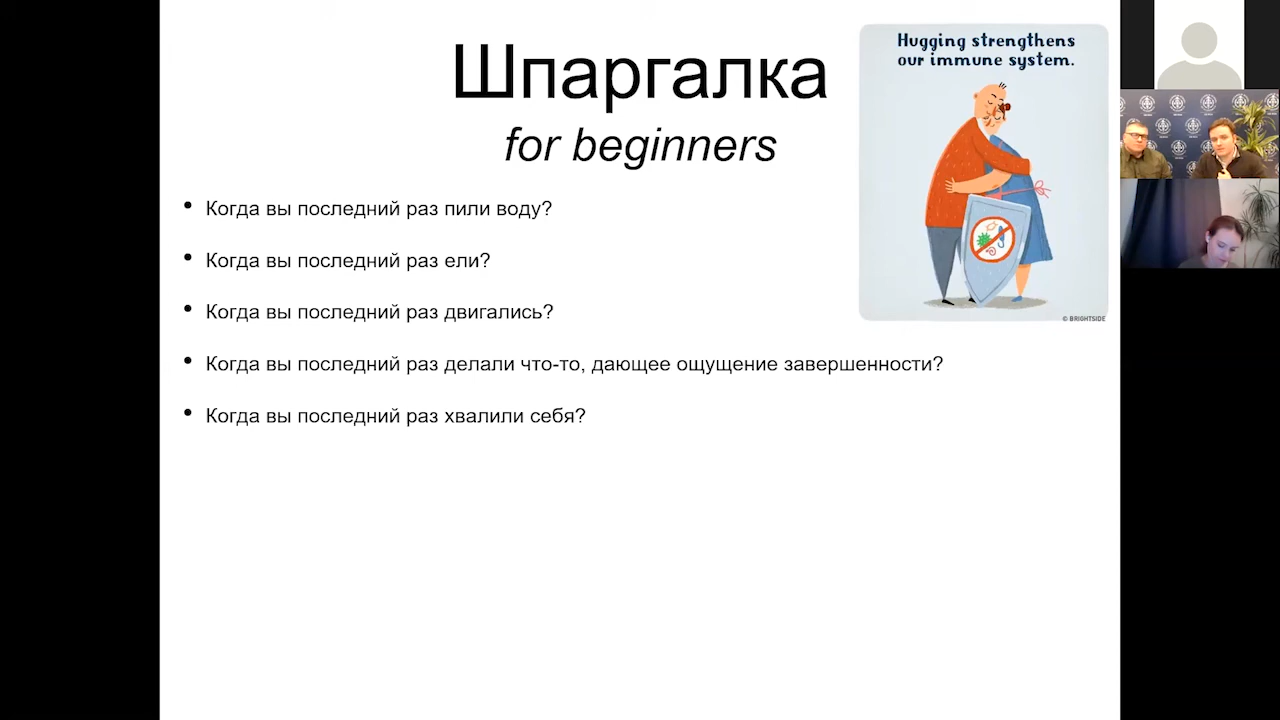 Шпаргалка
for beginners
Hugging strengthens
our immune system.
© BRIGHTSIDE
• Когда вы последний раз пили воду?
• Когда вы последний раз ели?
• Когда вы последний раз двигались?
• Когда вы последний раз делали что-то, дающее ощущение завершенности?
• Когда вы последний раз хвалили себя?